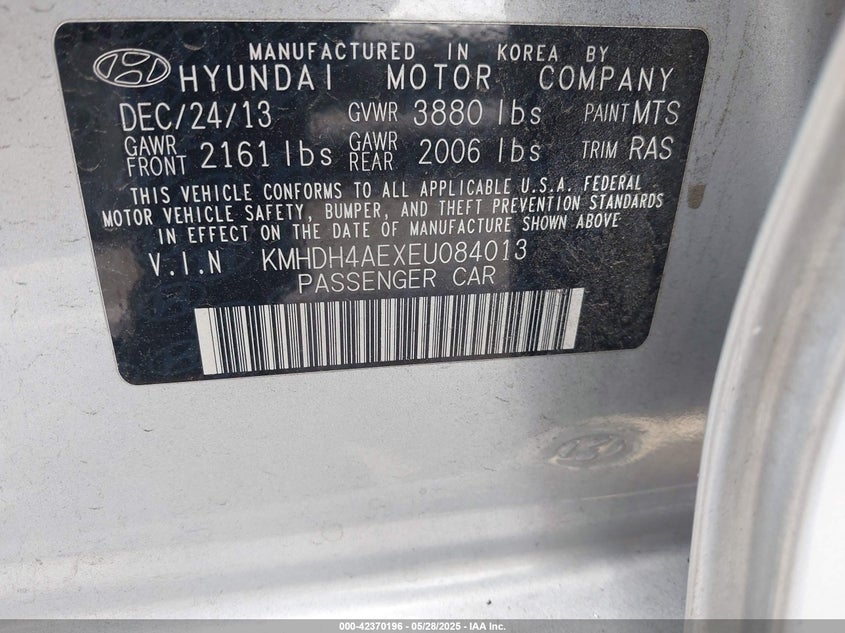 MANUFACTURED IN KOREA BY
HYUNDAI MOTOR COMPANY
DEC/24/13 GVWR 3880 lbs PAINT MTS
GAWR FRONT 2161 lbs GAWR REAR 2006 lbs TRIM RAS
THIS VEHICLE CONFORMS TO ALL APPLICABLE U.S.A. FEDERAL
MOTOR VEHICLE SAFETY, BUMPER, AND THEFT PREVENTION STANDARDS
IN EFFECT ON THE DATE OF MANUFACTURE SHOWN ABOVE
V.I.N KMHDH4AEXEU084013
PASSENGER CAR
000-42370196 - 05/28/2025 - IAA Inc.